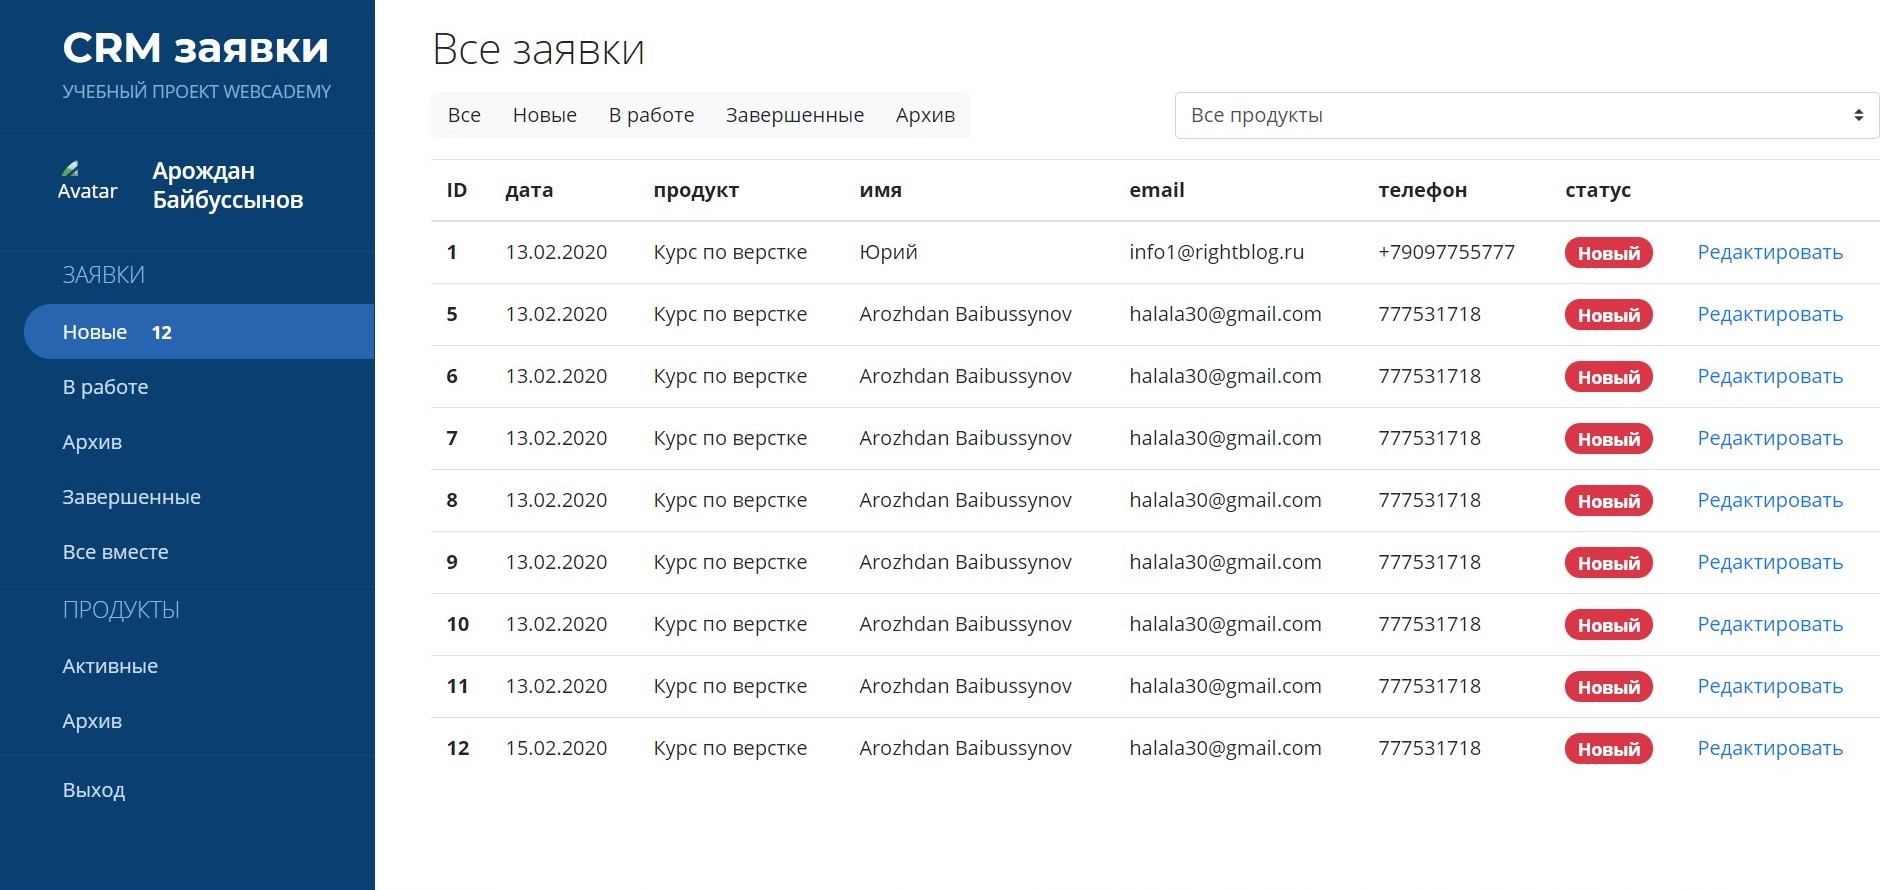 CRM заявки
УЧЕБНЫЙ ПРОЕКТ WEBCADEMY
Avatar
Арождан
Байбуссынов
ЗАЯВКИ
Новые 12
В работе
Архив
Завершенные
Все вместе
ПРОДУКТЫ
Активные
Архив
Выход
Все заявки
Все Новые В работе Завершенные Архив
Все продукты
ID дата продукт имя email телефон статус
1 13.02.2020 Курс по верстке Юрий info1@rightblog.ru +79097755777 Новый Редактировать
5 13.02.2020 Курс по верстке Arozhdan Baibussynov halala30@gmail.com 777531718 Новый Редактировать
6 13.02.2020 Курс по верстке Arozhdan Baibussynov halala30@gmail.com 777531718 Новый Редактировать
7 13.02.2020 Курс по верстке Arozhdan Baibussynov halala30@gmail.com 777531718 Новый Редактировать
8 13.02.2020 Курс по верстке Arozhdan Baibussynov halala30@gmail.com 777531718 Новый Редактировать
9 13.02.2020 Курс по верстке Arozhdan Baibussynov halala30@gmail.com 777531718 Новый Редактировать
10 13.02.2020 Курс по верстке Arozhdan Baibussynov halala30@gmail.com 777531718 Новый Редактировать
11 13.02.2020 Курс по верстке Arozhdan Baibussynov halala30@gmail.com 777531718 Новый Редактировать
12 15.02.2020 Курс по верстке Arozhdan Baibussynov halala30@gmail.com 777531718 Новый Редактировать